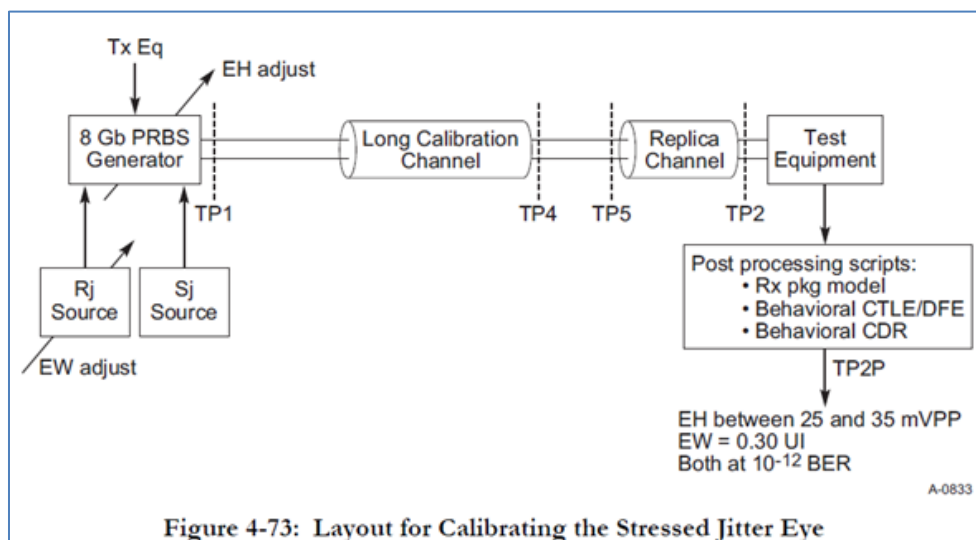 Tx Eq
EH adjust
8 Gb PRBS
Generator
Long Calibration
Channel
Replica
Channel
Test
Equipment
TP1
TP4
TP5
TP2
Rj
Source
Sj
Source
EW adjust
Post processing scripts:
• Rx pkg model
• Behavioral CTLE/DFE
• Behavioral CDR
TP2P
EH between 25 and 35 mVPP
EW = 0.30 UI
Both at 10-12 BER
A-0833
Figure 4-73: Layout for Calibrating the Stressed Jitter Eye